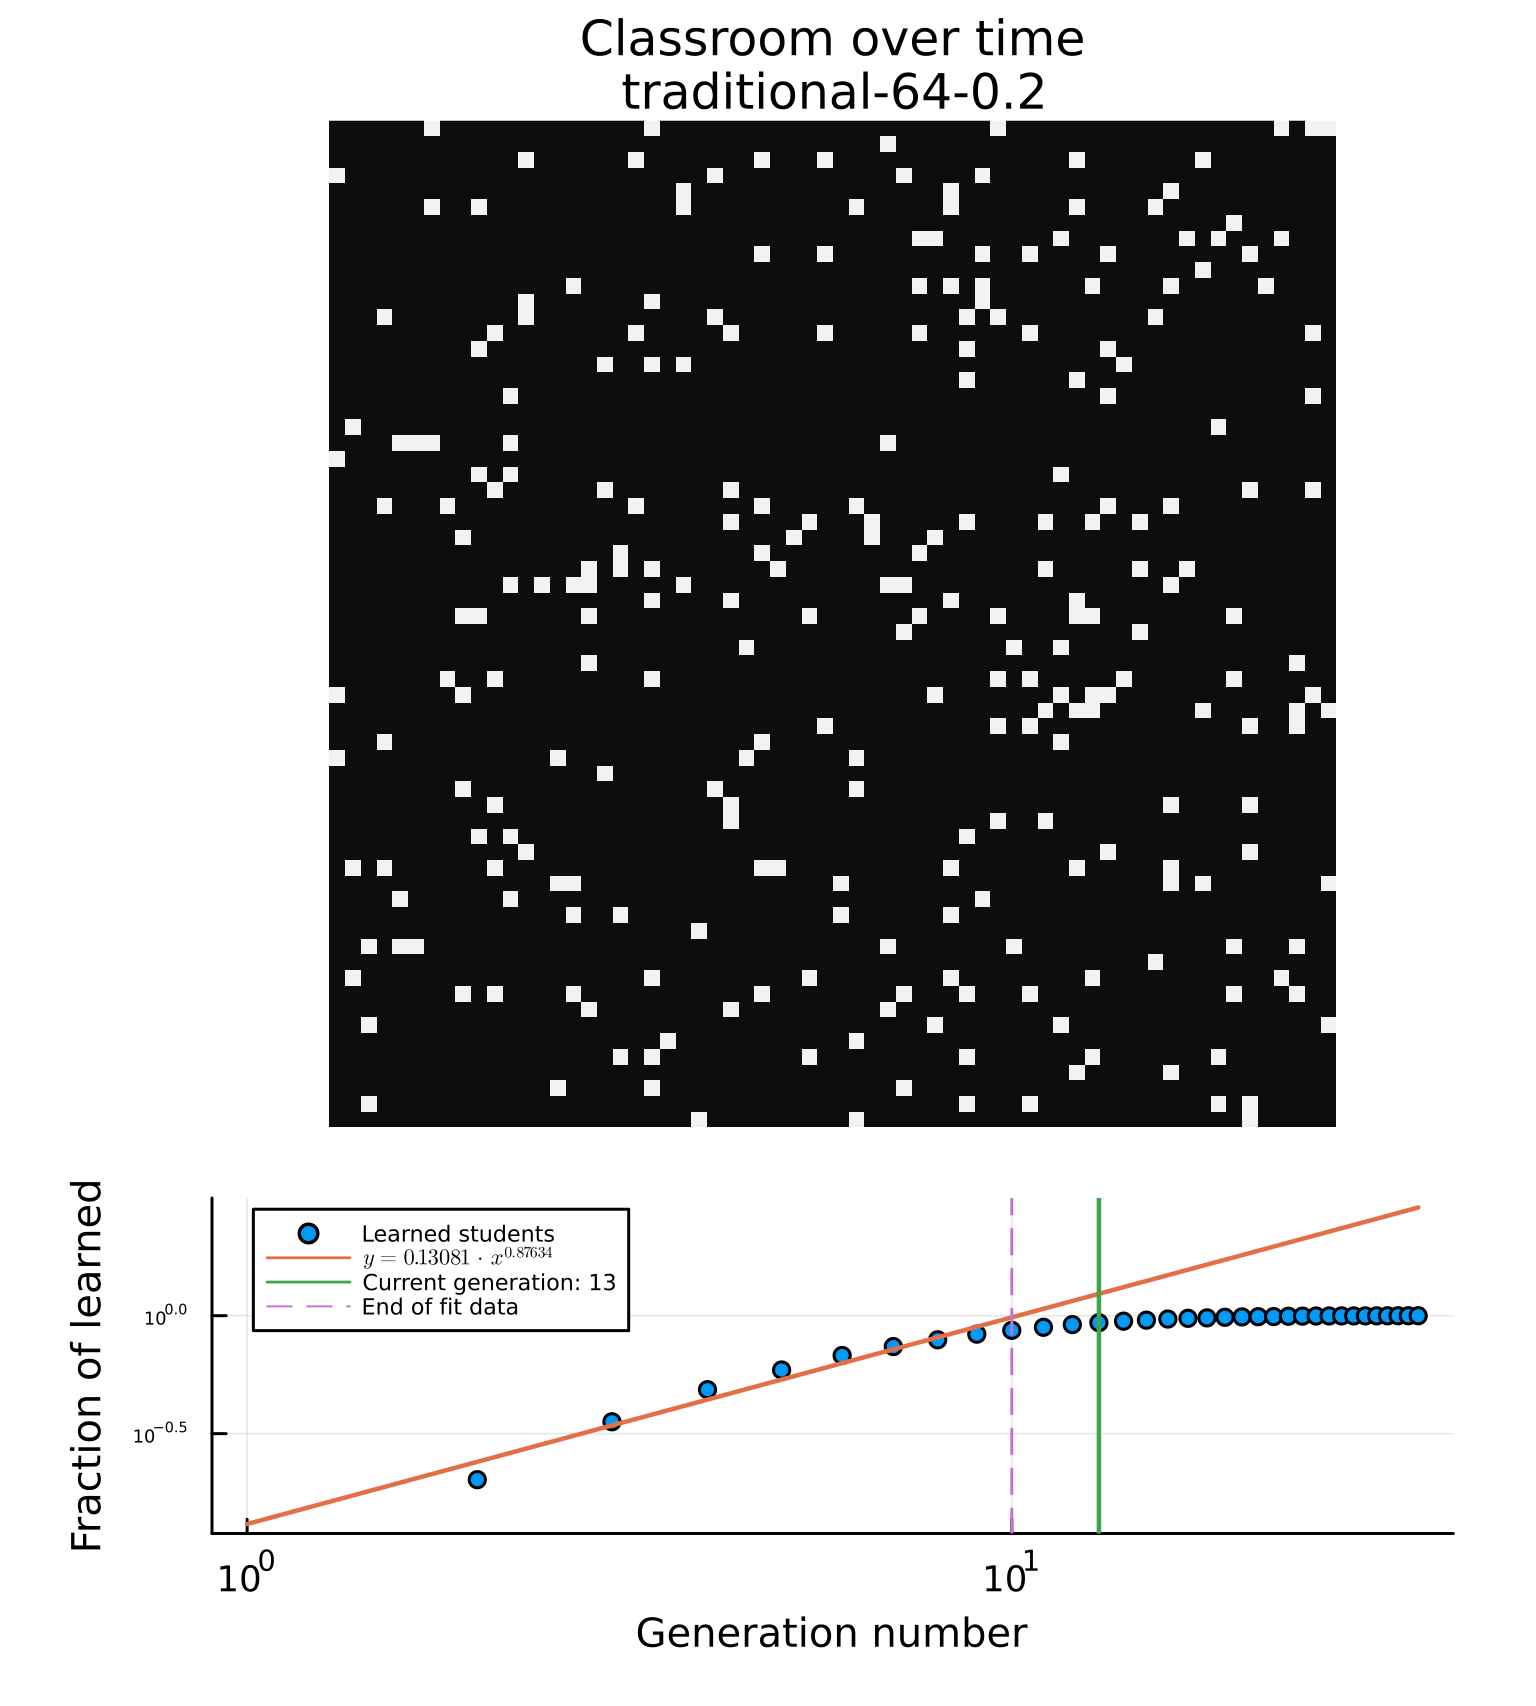 Classroom over time
traditional-64-0.2
Fraction of learned
Learned students
y = 0.13081 · x^0.87634
Current generation: 13
End of fit data
10^0.0
10^−0.5
10^0
10^1
Generation number